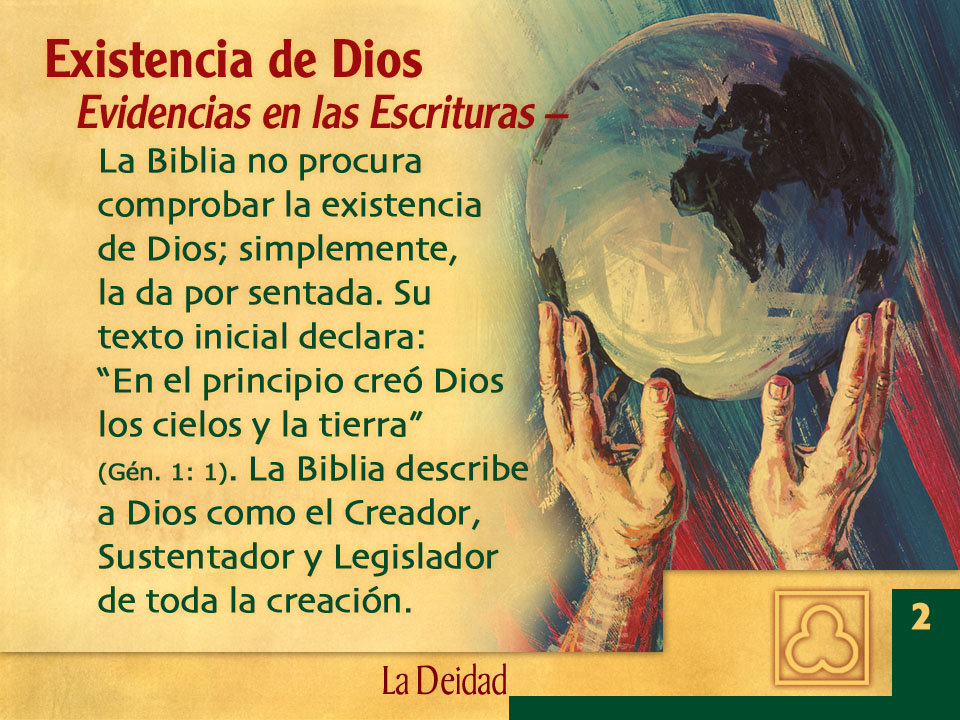 Existencia de Dios
Evidencias en las Escrituras –
La Biblia no procura
comprobar la existencia
de Dios; simplemente,
la da por sentada. Su
texto inicial declara:
“En el principio creó Dios
los cielos y la tierra”
(Gén. 1: 1). La Biblia describe
a Dios como el Creador,
Sustentador y Legislador
de toda la creación.
2
La Deidad